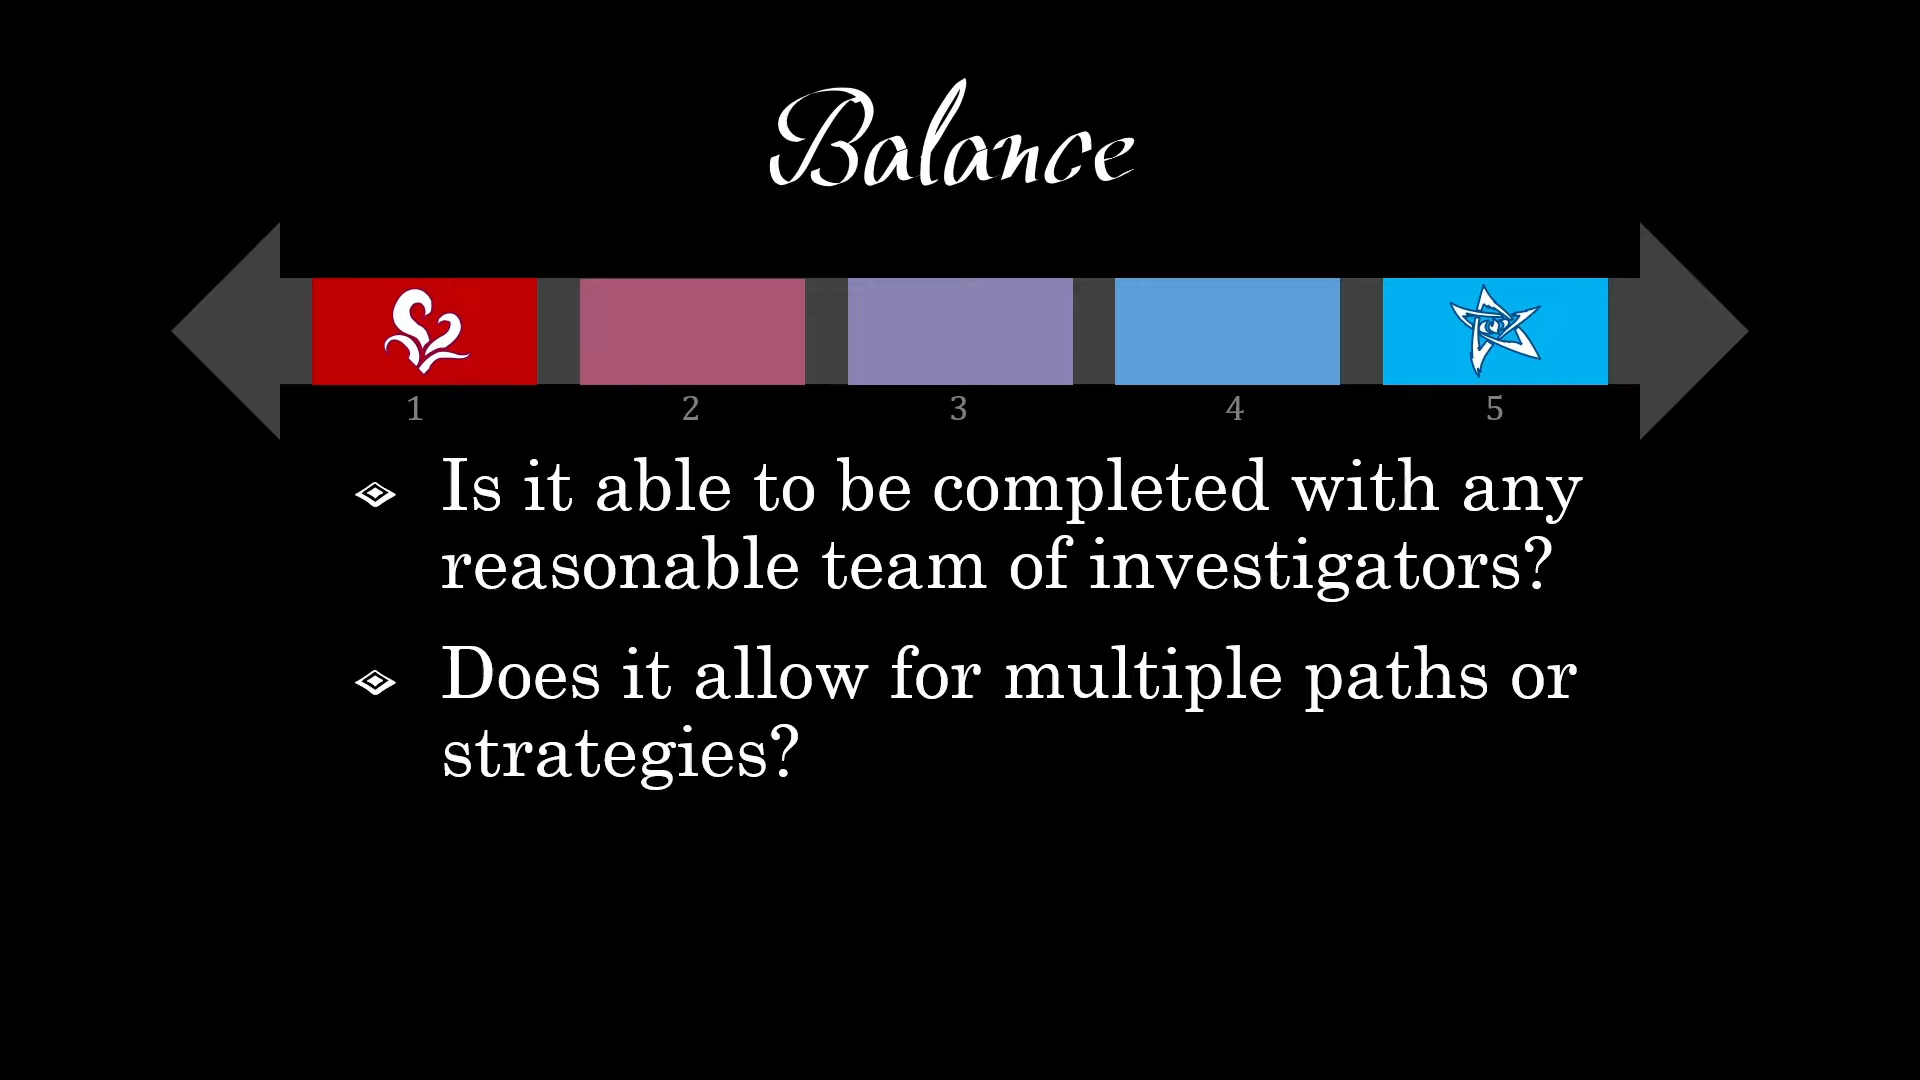 Balance
1 2 3 4 5
Is it able to be completed with any
reasonable team of investigators?
Does it allow for multiple paths or
strategies?